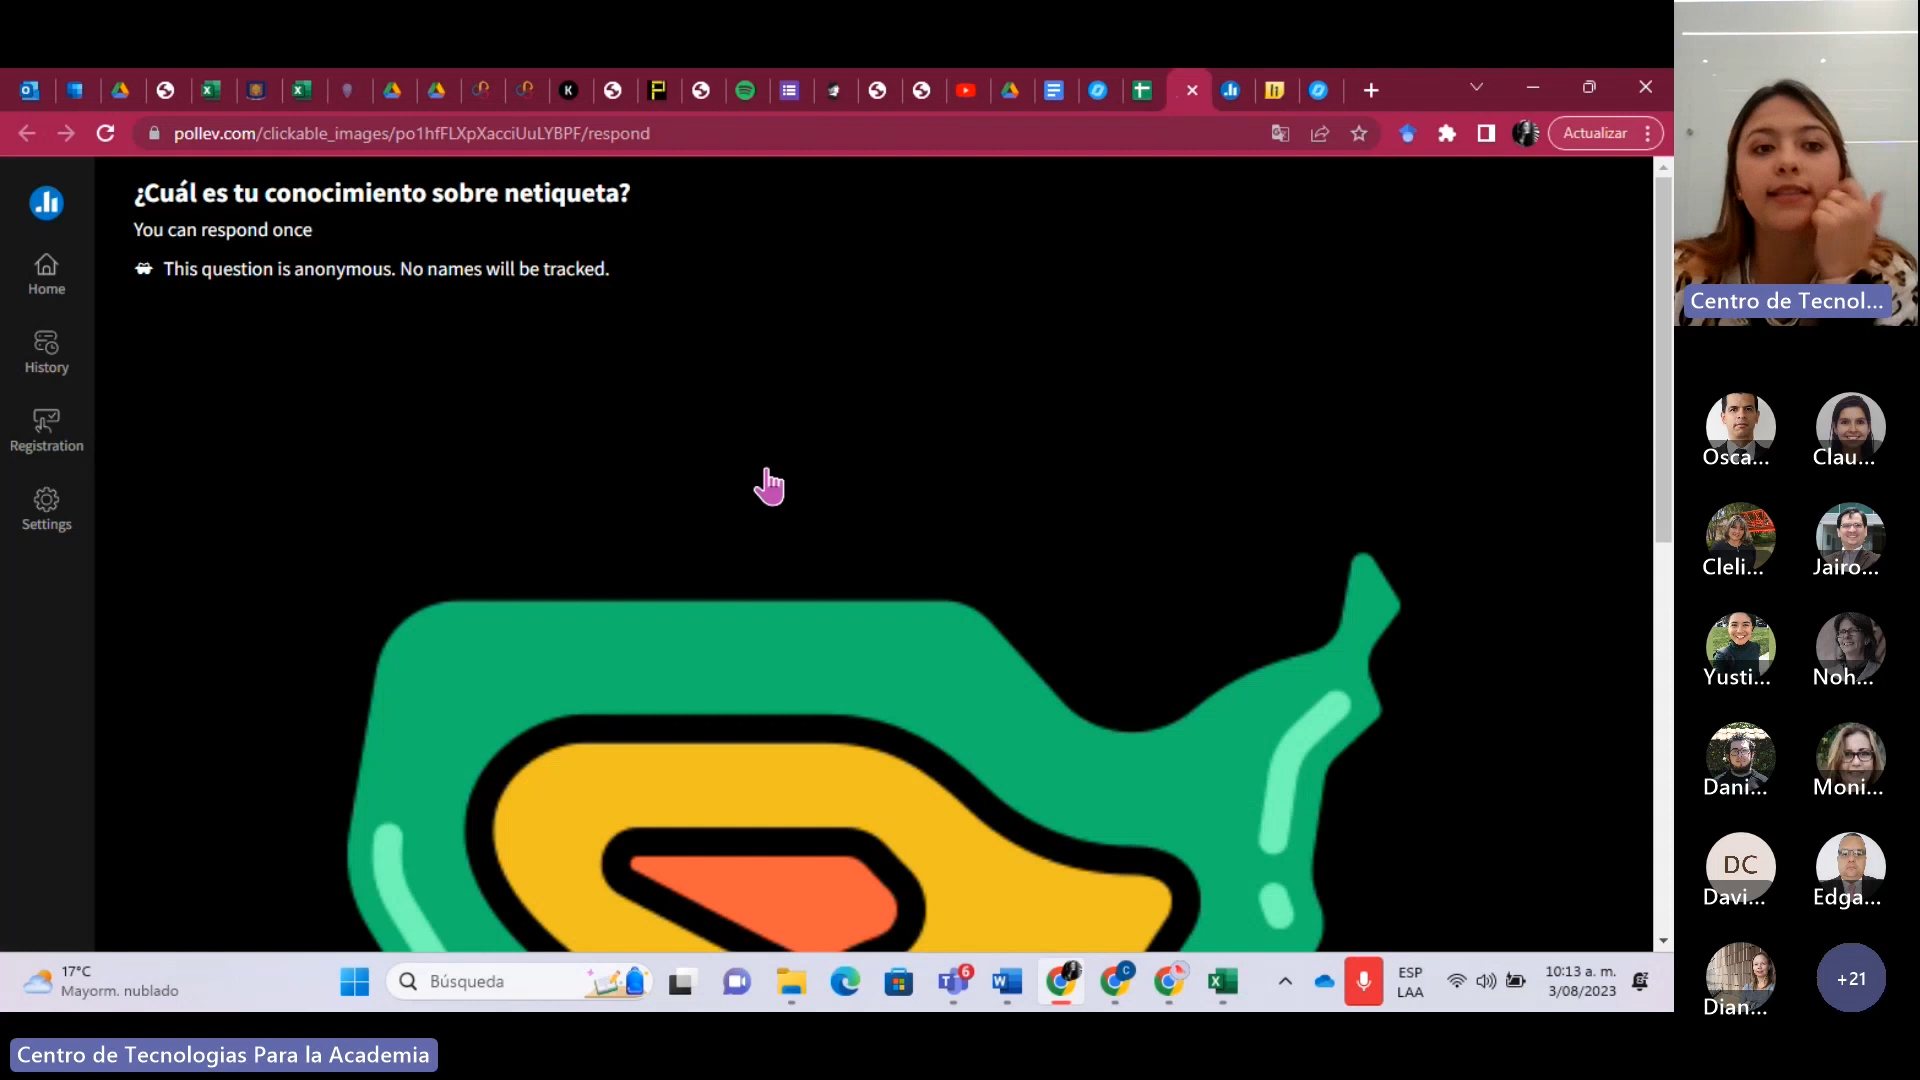 pollev.com/clickable_images/po1hfFLXpXacciUuLYBPF/respond
Actualizar
¿Cuál es tu conocimiento sobre netiqueta?
You can respond once
This question is anonymous. No names will be tracked.
Home
History
Registration
Settings
Centro de Tecnol...
Osca...
Clau...
Cleli...
Jairo...
Yusti...
Noh...
Dani...
Moni...
DC
Davi...
Edga...
Dian...
+21
17°C
Mayorm. nublado
Búsqueda
6
ESP
LAA
10:13 a. m.
3/08/2023
Centro de Tecnologias Para la Academia